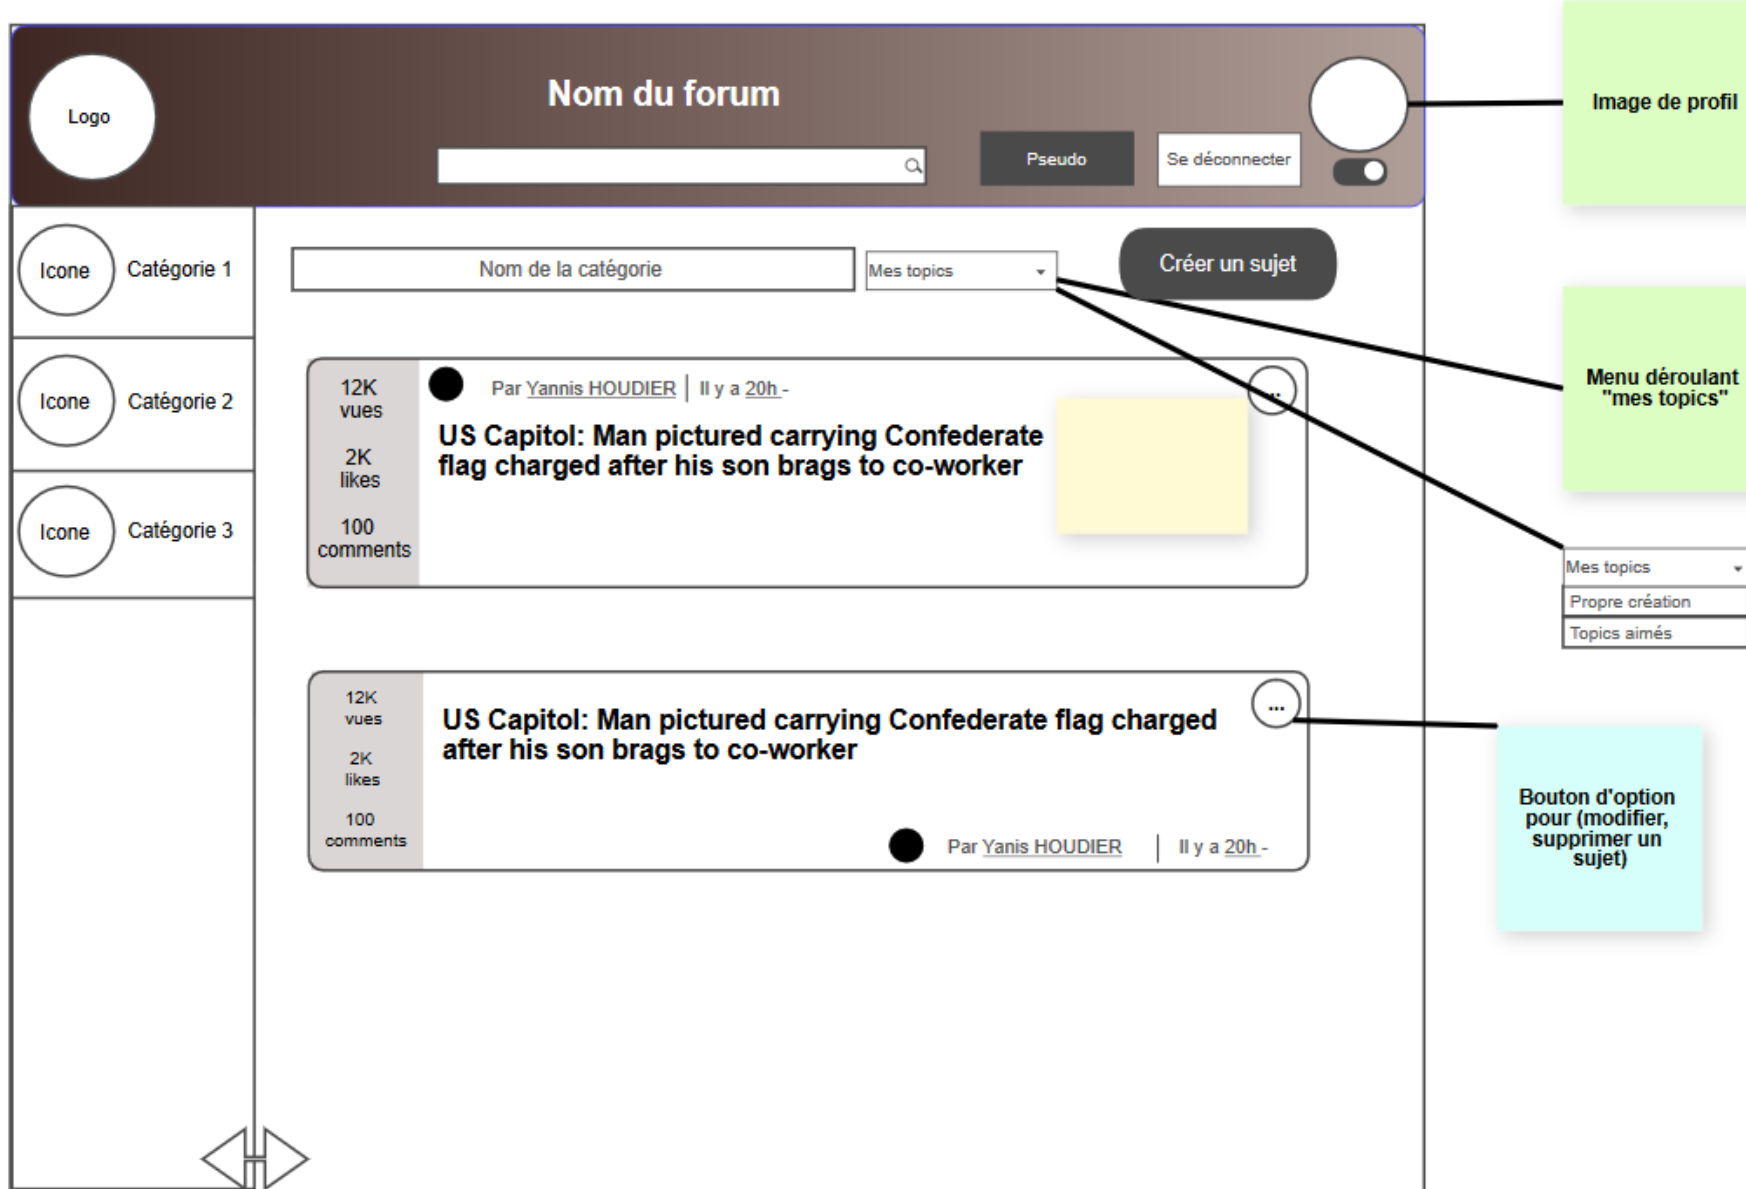 Logo
Nom du forum
Pseudo
Se déconnecter
Image de profil
Icone
Catégorie 1
Nom de la catégorie
Mes topics
Créer un sujet
Icone
Catégorie 2
Icone
Catégorie 3
12K
vues
2K
likes
100
comments
Par Yannis HOUDIER
Il y a 20h -
...
US Capitol: Man pictured carrying Confederate
flag charged after his son brags to co-worker
Menu déroulant
"mes topics"
Mes topics
Propre création
Topics aimés
12K
vues
2K
likes
100
comments
US Capitol: Man pictured carrying Confederate flag charged
after his son brags to co-worker
...
Par Yanis HOUDIER
Il y a 20h -
Bouton d'option
pour (modifier,
supprimer un
sujet)